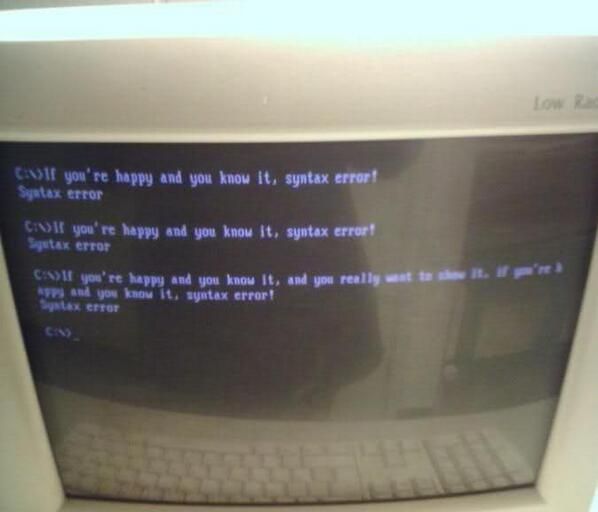 Low Rad
C:\>If you're happy and you know it, syntax error!
Syntax error
C:\>If you're happy and you know it, syntax error!
Syntax error
C:\>If you're happy and you know it, and you really want to show it, if you're h
appy and you know it, syntax error!
Syntax error
C:\>_